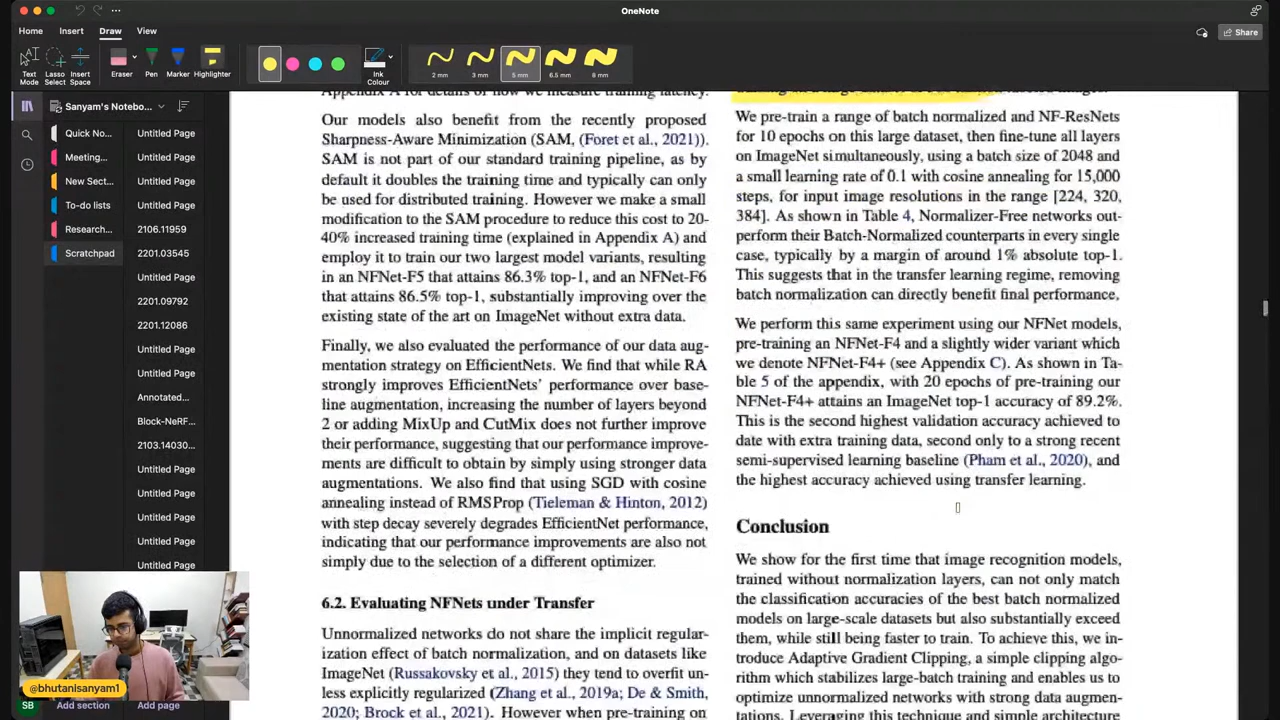 OneNote
Home
Insert
Draw
View
Share
Text
Mode
Lasso
Select
Insert
Space
Eraser
Pen
Marker
Highlighter
Ink
Colour
2 mm
3 mm
5 mm
6.5 mm
8 mm
Sanyam's Notebo...
Quick No...
Meeting...
New Sect...
To-do lists
Research...
Scratchpad
Untitled Page
Untitled Page
Untitled Page
Untitled Page
2106.11959
2201.03545
Untitled Page
2201.09792
2201.12086
Untitled Page
Untitled Page
Annotated...
Block-NeRF...
2103.14030...
Untitled Page
Untitled Page
Untitled Page
Untitled Page
Untitled Page
Appendix A for details of how we measure training latency.
Our models also benefit from the recently proposed
Sharpness-Aware Minimization (SAM, (Foret et al., 2021)).
SAM is not part of our standard training pipeline, as by
default it doubles the training time and typically can only
be used for distributed training. However we make a small
modification to the SAM procedure to reduce this cost to 20-
40% increased training time (explained in Appendix A) and
employ it to train our two largest model variants, resulting
in an NFNet-F5 that attains 86.3% top-1, and an NFNet-F6
that attains 86.5% top-1, substantially improving over the
existing state of the art on ImageNet without extra data.
Finally, we also evaluated the performance of our data aug-
mentation strategy on EfficientNets. We find that while RA
strongly improves EfficientNets' performance over base-
line augmentation, increasing the number of layers beyond
2 or adding MixUp and CutMix does not further improve
their performance, suggesting that our performance improve-
ments are difficult to obtain by simply using stronger data
augmentations. We also find that using SGD with cosine
annealing instead of RMSProp (Tieleman & Hinton, 2012)
with step decay severely degrades EfficientNet performance,
indicating that our performance improvements are also not
simply due to the selection of a different optimizer.
6.2. Evaluating NFNets under Transfer
Unnormalized networks do not share the implicit regular-
ization effect of batch normalization, and on datasets like
ImageNet (Russakovsky et al., 2015) they tend to overfit un-
less explicitly regularized (Zhang et al., 2019a; De & Smith,
2020; Brock et al., 2021). However when pre-training on
We pre-train a range of batch normalized and NF-ResNets
for 10 epochs on this large dataset, then fine-tune all layers
on ImageNet simultaneously, using a batch size of 2048 and
a small learning rate of 0.1 with cosine annealing for 15,000
steps, for input image resolutions in the range [224, 320,
384]. As shown in Table 4, Normalizer-Free networks out-
perform their Batch-Normalized counterparts in every single
case, typically by a margin of around 1% absolute top-1.
This suggests that in the transfer learning regime, removing
batch normalization can directly benefit final performance.
We perform this same experiment using our NFNet models,
pre-training an NFNet-F4 and a slightly wider variant which
we denote NFNet-F4+ (see Appendix C). As shown in Ta-
ble 5 of the appendix, with 20 epochs of pre-training our
NFNet-F4+ attains an ImageNet top-1 accuracy of 89.2%.
This is the second highest validation accuracy achieved to
date with extra training data, second only to a strong recent
semi-supervised learning baseline (Pham et al., 2020), and
the highest accuracy achieved using transfer learning.
Conclusion
We show for the first time that image recognition models,
trained without normalization layers, can not only match
the classification accuracies of the best batch normalized
models on large-scale datasets but also substantially exceed
them, while still being faster to train. To achieve this, we in-
troduce Adaptive Gradient Clipping, a simple clipping algo-
rithm which stabilizes large-batch training and enables us to
optimize unnormalized networks with strong data augmen-
tations. Leveraging this technique and simple architecture
@bhutanisanyam1
SB
Add section
Add page